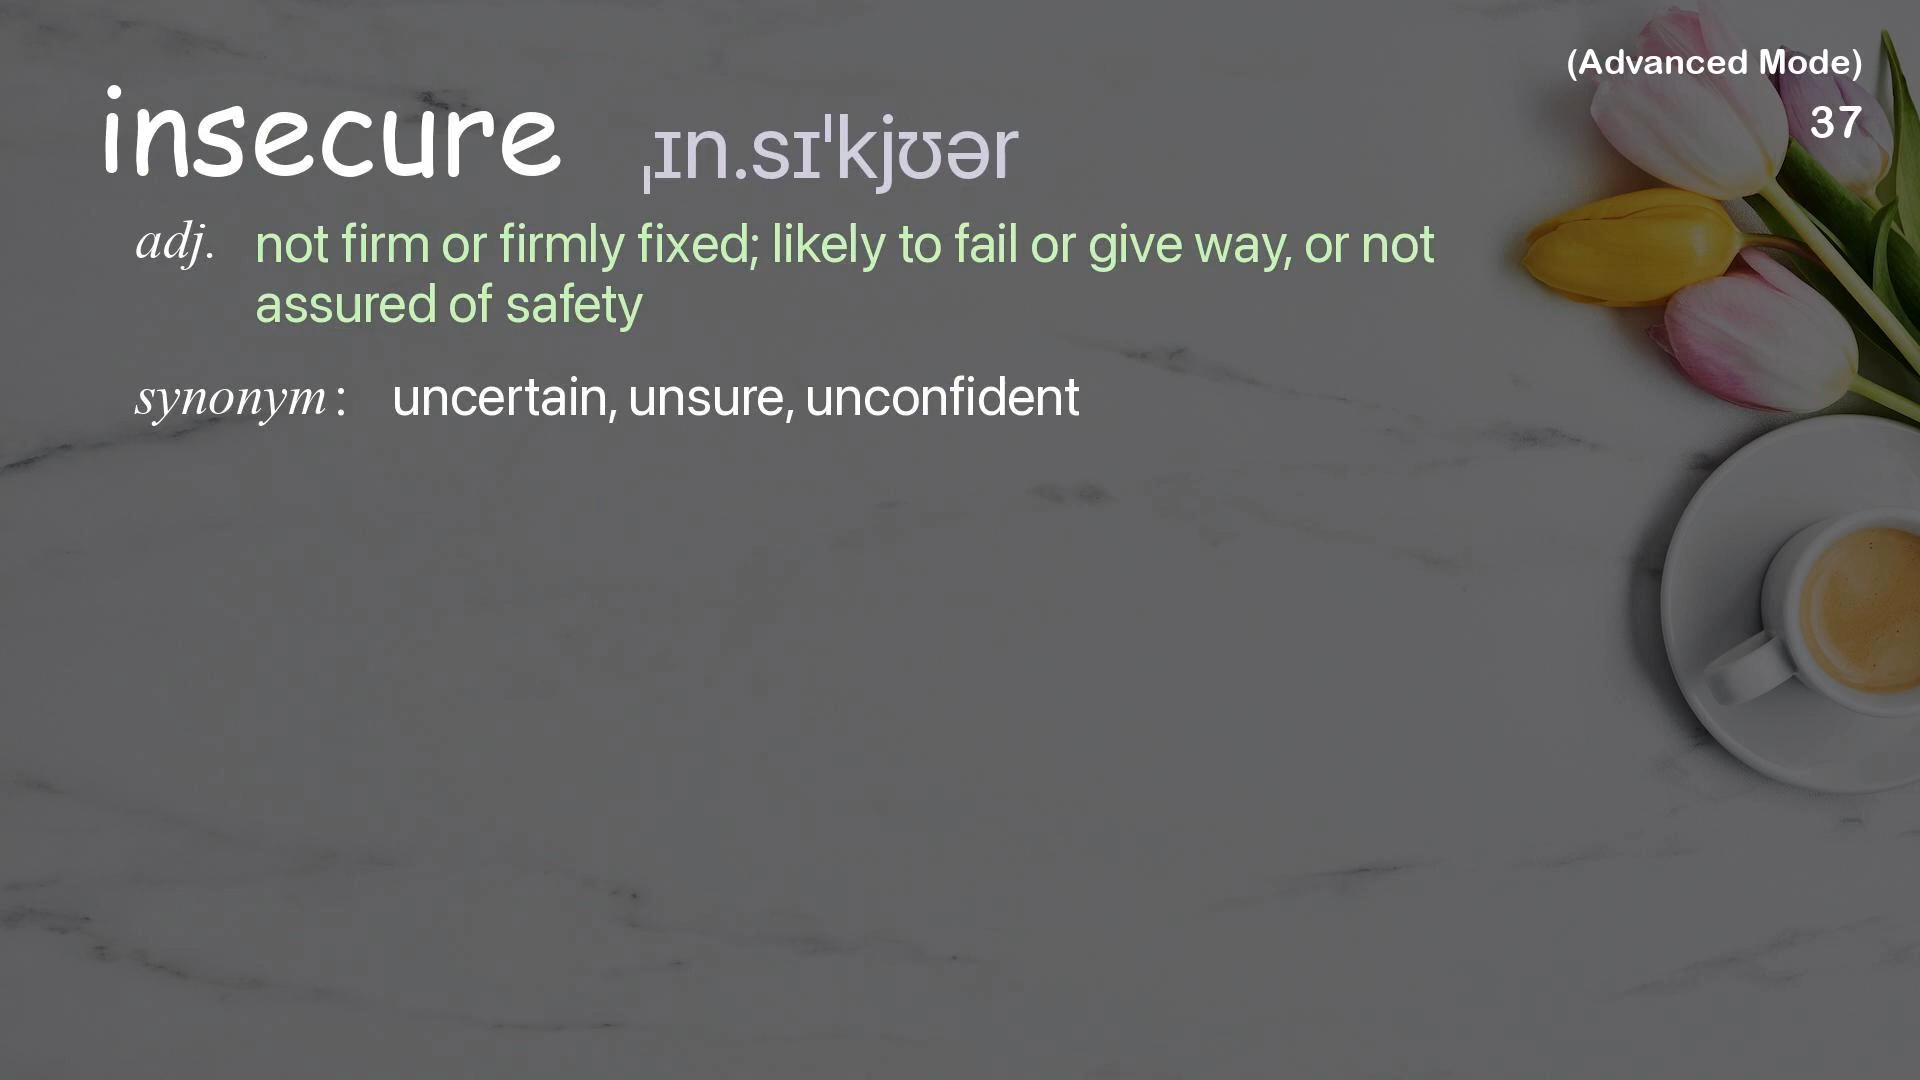 (Advanced Mode)
37
insecure ˌɪn.sɪˈkjʊər
adj. not firm or firmly fixed; likely to fail or give way, or not
assured of safety
synonym : uncertain, unsure, unconfident